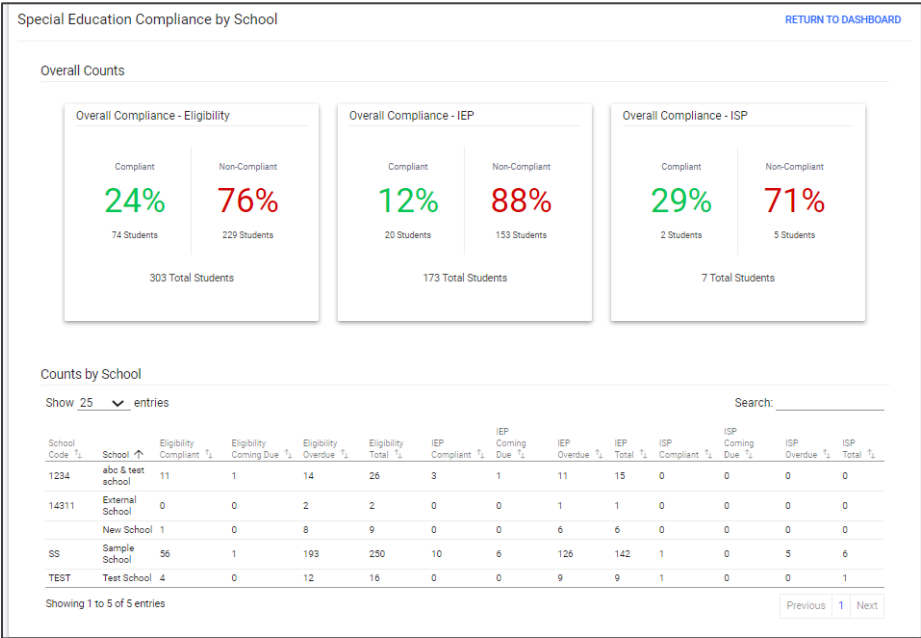 Special Education Compliance by School RETURN TO DASHBOARD
Overall Counts
Overall Compliance - Eligibility
Compliant Non-Compliant
24% 76%
74 Students 229 Students
303 Total Students
Overall Compliance - IEP
Compliant Non-Compliant
12% 88%
20 Students 153 Students
173 Total Students
Overall Compliance - ISP
Compliant Non-Compliant
29% 71%
2 Students 5 Students
7 Total Students
Counts by School
Show 25 entries Search:
School Code School Eligibility Compliant Eligibility Coming Due Eligibility Overdue Eligibility Total IEP Compliant IEP Coming Due IEP Overdue IEP Total ISP Compliant ISP Coming Due ISP Overdue ISP Total
1234 abc & test school 11 1 14 26 3 1 11 15 0 0 0 0
14311 External School 0 0 2 2 0 0 1 1 0 0 0 0
New School 1 0 8 9 0 0 6 6 0 0 0 0
SS Sample School 56 1 193 250 10 6 126 142 1 0 5 6
TEST Test School 4 0 12 16 0 0 9 9 1 0 0 1
Showing 1 to 5 of 5 entries Previous 1 Next